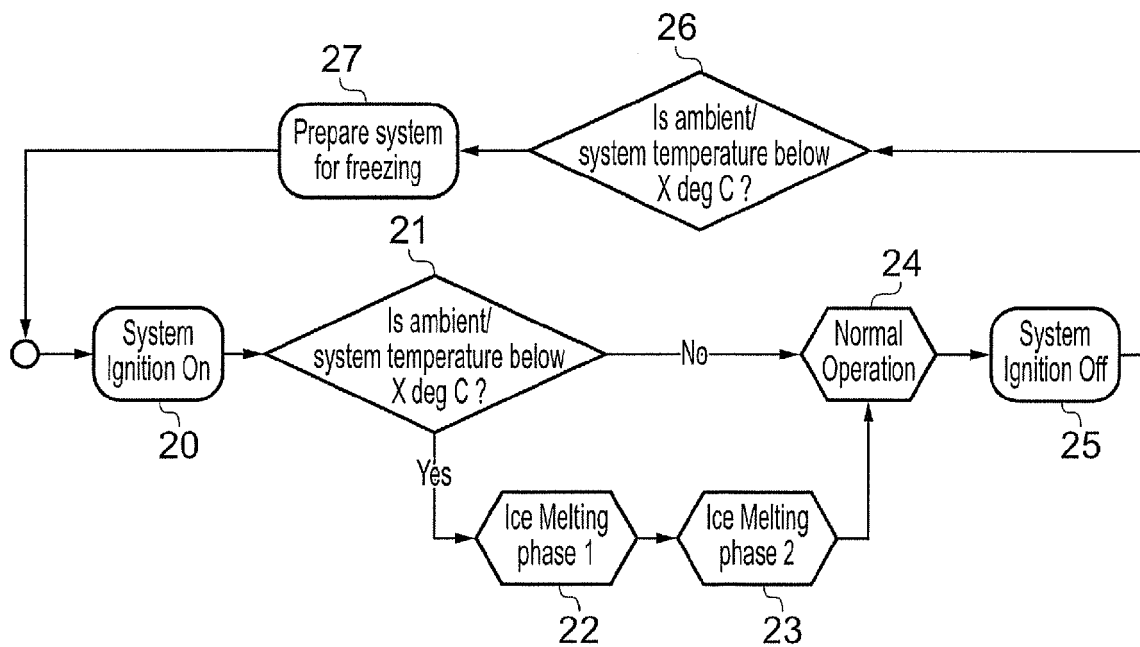 26
27
Is ambient/
system temperature below
X deg C ?
Prepare system
for freezing
21
24
Is ambient/
system temperature below
X deg C ?
System
Ignition On
No
Normal
Operation
System
Ignition Off
20
25
Yes
Ice Melting
phase 1
Ice Melting
phase 2
22
23